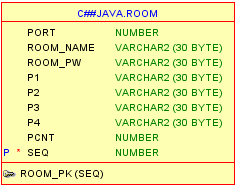 C##JAVA.ROOM
PORT NUMBER
ROOM_NAME VARCHAR2 (30 BYTE)
ROOM_PW VARCHAR2 (30 BYTE)
P1 VARCHAR2 (30 BYTE)
P2 VARCHAR2 (30 BYTE)
P3 VARCHAR2 (30 BYTE)
P4 VARCHAR2 (30 BYTE)
PCNT NUMBER
P * SEQ NUMBER
ROOM_PK (SEQ)